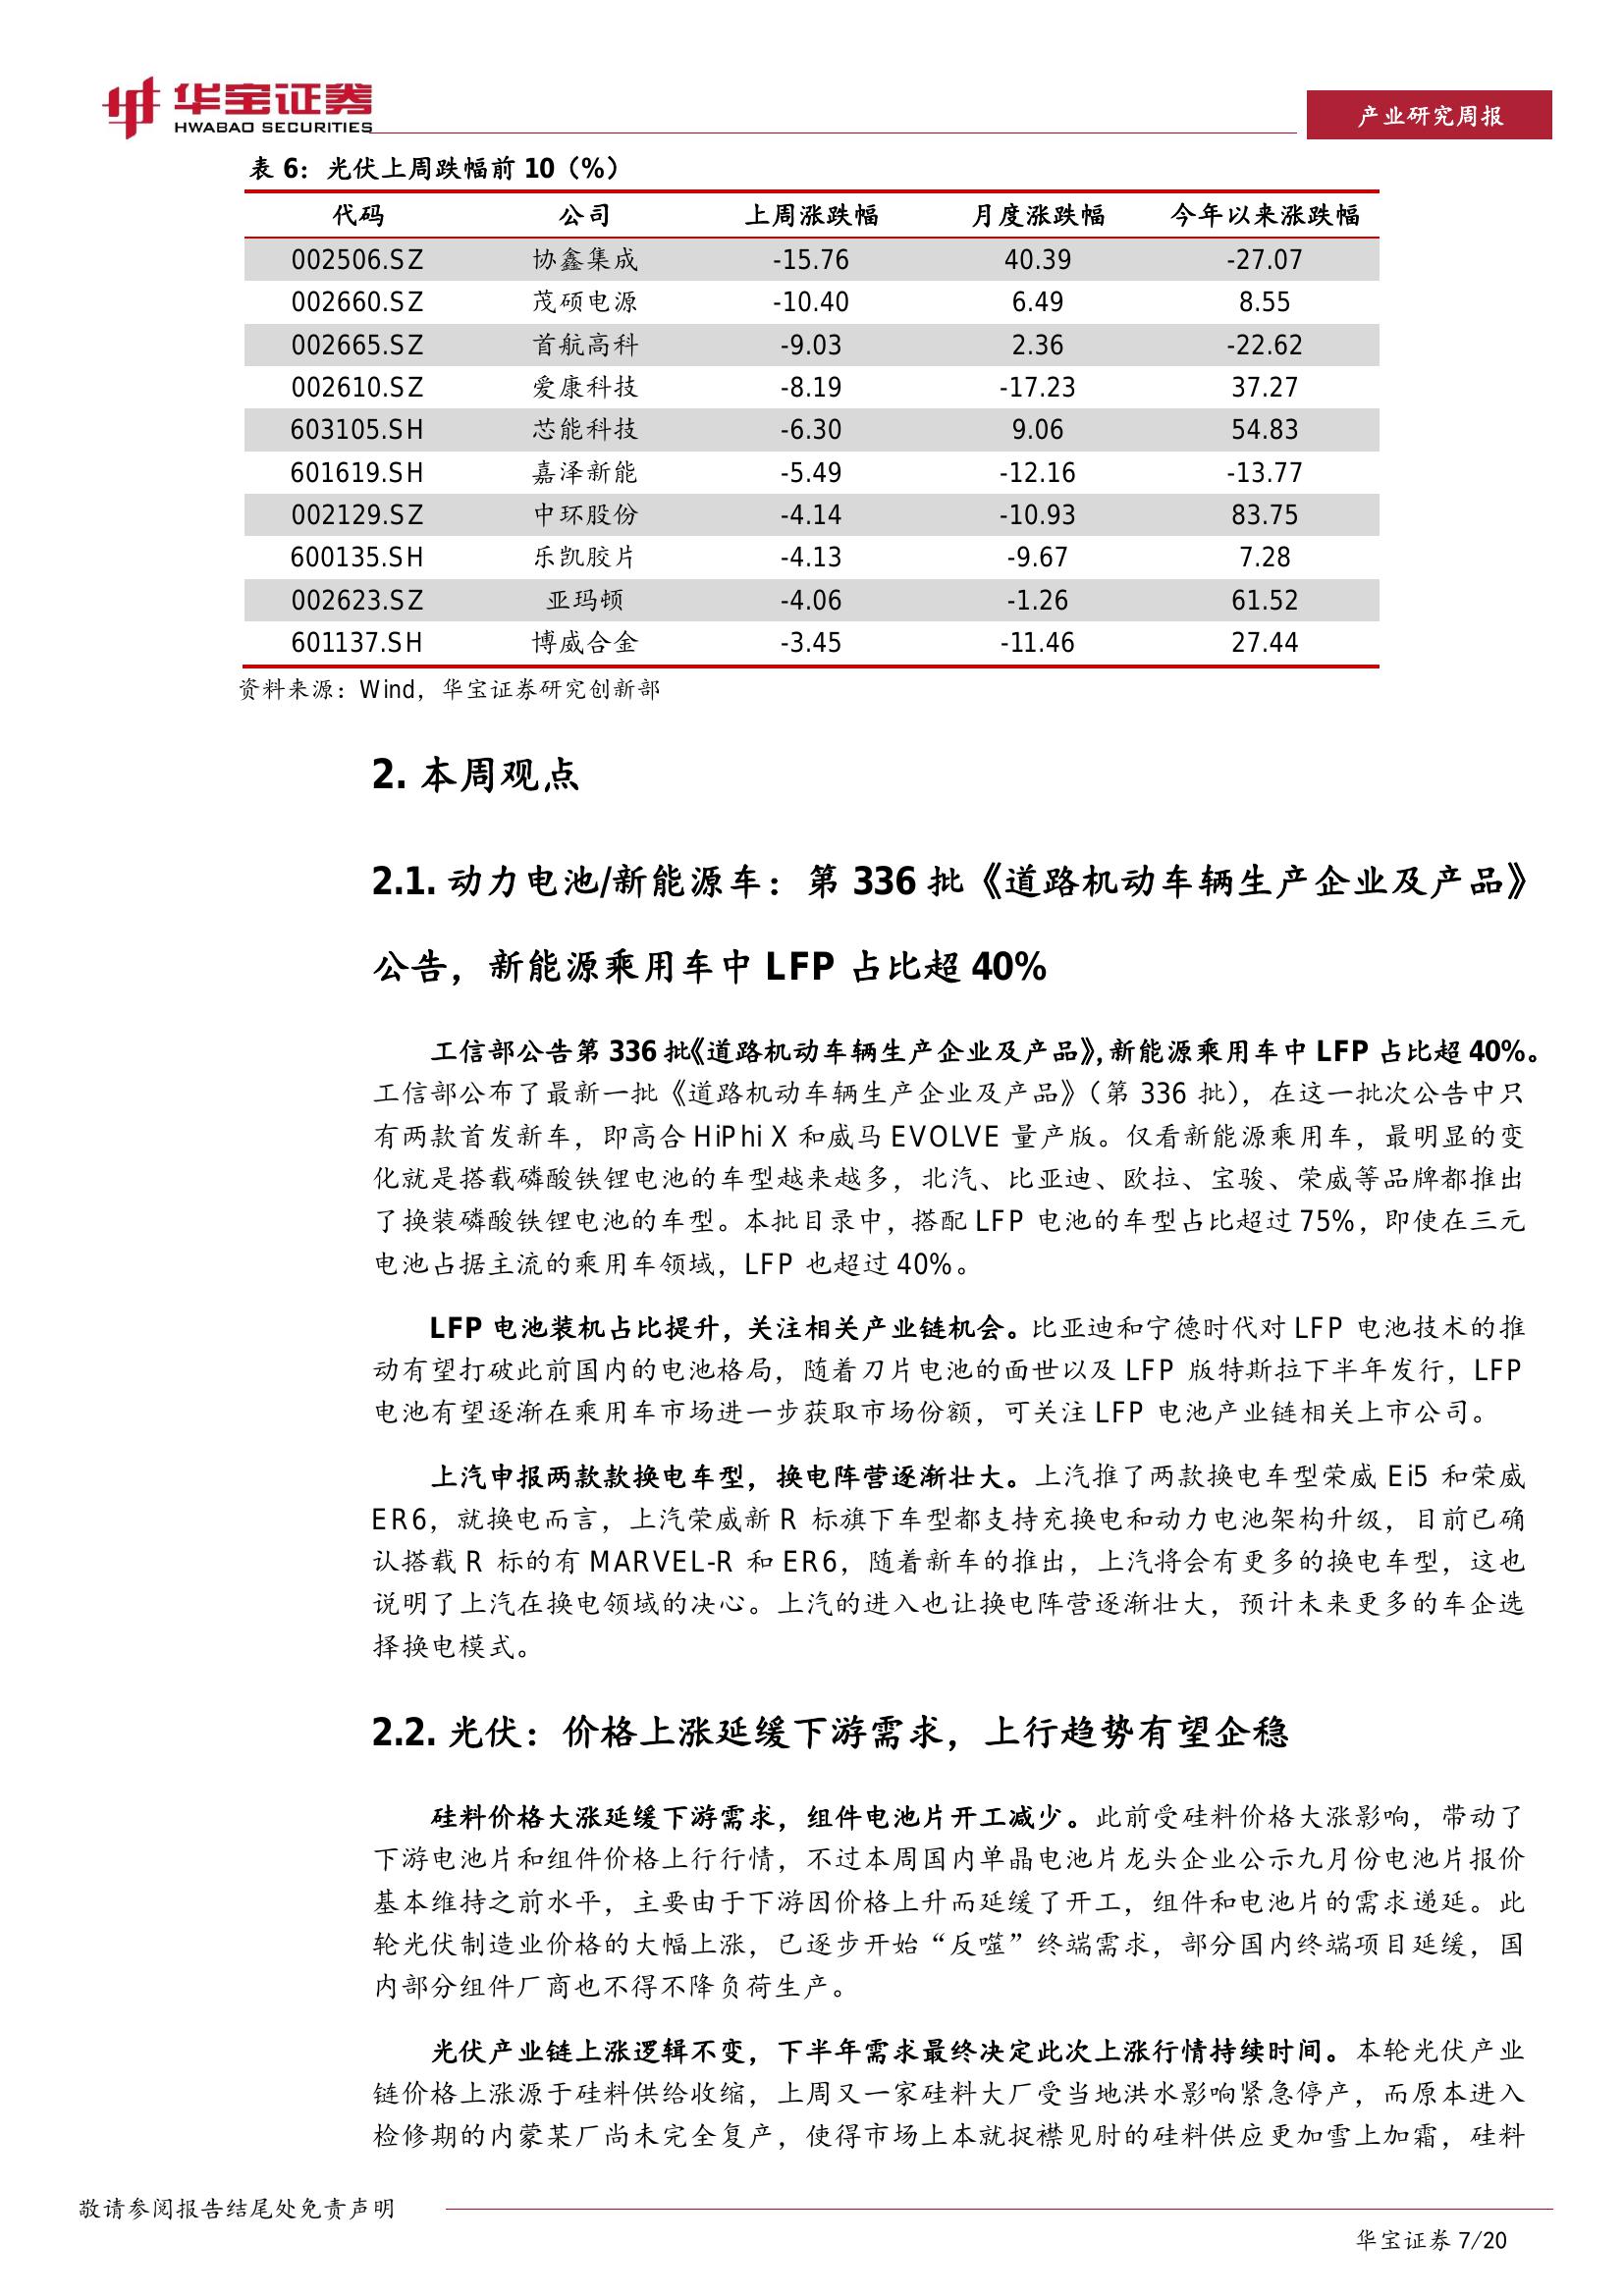 华宝证券
HWABAO SECURITIES
产业研究周报
表 6：光伏上周跌幅前 10（%）
代码 公司 上周涨跌幅 月度涨跌幅 今年以来涨跌幅
002506.SZ 协鑫集成 -15.76 40.39 -27.07
002660.SZ 茂硕电源 -10.40 6.49 8.55
002665.SZ 首航高科 -9.03 2.36 -22.62
002610.SZ 爱康科技 -8.19 -17.23 37.27
603105.SH 芯能科技 -6.30 9.06 54.83
601619.SH 嘉泽新能 -5.49 -12.16 -13.77
002129.SZ 中环股份 -4.14 -10.93 83.75
600135.SH 乐凯胶片 -4.13 -9.67 7.28
002623.SZ 亚玛顿 -4.06 -1.26 61.52
601137.SH 博威合金 -3.45 -11.46 27.44
资料来源：Wind，华宝证券研究创新部
2. 本周观点
2.1. 动力电池/新能源车：第 336 批《道路机动车辆生产企业及产品》
公告，新能源乘用车中 LFP 占比超 40%
工信部公告第 336 批《道路机动车辆生产企业及产品》，新能源乘用车中 LFP 占比超 40%。
工信部公布了最新一批《道路机动车辆生产企业及产品》（第 336 批），在这一批次公告中只
有两款首发新车，即高合 HiPhi X 和威马 EVOLVE 量产版。仅看新能源乘用车，最明显的变
化就是搭载磷酸铁锂电池的车型越来越多，北汽、比亚迪、欧拉、宝骏、荣威等品牌都推出
了换装磷酸铁锂电池的车型。本批目录中，搭配 LFP 电池的车型占比超过 75%，即使在三元
电池占据主流的乘用车领域，LFP 也超过 40%。
LFP 电池装机占比提升，关注相关产业链机会。比亚迪和宁德时代对 LFP 电池技术的推
动有望打破此前国内的电池格局，随着刀片电池的面世以及 LFP 版特斯拉下半年发行，LFP
电池有望逐渐在乘用车市场进一步获取市场份额，可关注 LFP 电池产业链相关上市公司。
上汽申报两款款换电车型，换电阵营逐渐壮大。上汽推了两款换电车型荣威 Ei5 和荣威
ER6，就换电而言，上汽荣威新 R 标旗下车型都支持充换电和动力电池架构升级，目前已确
认搭载 R 标的有 MARVEL-R 和 ER6，随着新车的推出，上汽将会有更多的换电车型，这也
说明了上汽在换电领域的决心。上汽的进入也让换电阵营逐渐壮大，预计未来更多的车企选
择换电模式。
2.2. 光伏：价格上涨延缓下游需求，上行趋势有望企稳
硅料价格大涨延缓下游需求，组件电池片开工减少。此前受硅料价格大涨影响，带动了
下游电池片和组件价格上行行情，不过本周国内单晶电池片龙头企业公示九月份电池片报价
基本维持之前水平，主要由于下游因价格上升而延缓了开工，组件和电池片的需求递延。此
轮光伏制造业价格的大幅上涨，已逐步开始“反噬”终端需求，部分国内终端项目延缓，国
内部分组件厂商也不得不降负荷生产。
光伏产业链上涨逻辑不变，下半年需求最终决定此次上涨行情持续时间。本轮光伏产业
链价格上涨源于硅料供给收缩，上周又一家硅料大厂受当地洪水影响紧急停产，而原本进入
检修期的内蒙某厂尚未完全复产，使得市场上本就捉襟见肘的硅料供应更加雪上加霜，硅料
敬请参阅报告结尾处免责声明
华宝证券 7/20